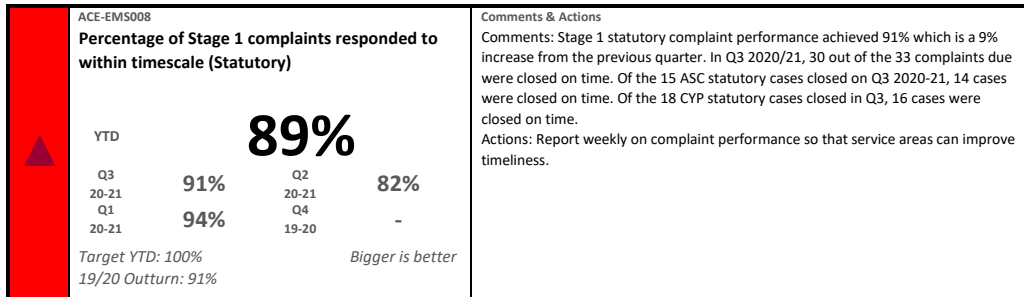 ACE-EMS008
Percentage of Stage 1 complaints responded to
within timescale (Statutory)
YTD
89%
Q3
20-21
91%
Q2
20-21
82%
Q1
20-21
94%
Q4
19-20
-
Target YTD: 100%
Bigger is better
19/20 Outturn: 91%
Comments & Actions
Comments: Stage 1 statutory complaint performance achieved 91% which is a 9%
increase from the previous quarter. In Q3 2020/21, 30 out of the 33 complaints due
were closed on time. Of the 15 ASC statutory cases closed on Q3 2020-21, 14 cases
were closed on time. Of the 18 CYP statutory cases closed in Q3, 16 cases were
closed on time.
Actions: Report weekly on complaint performance so that service areas can improve
timeliness.